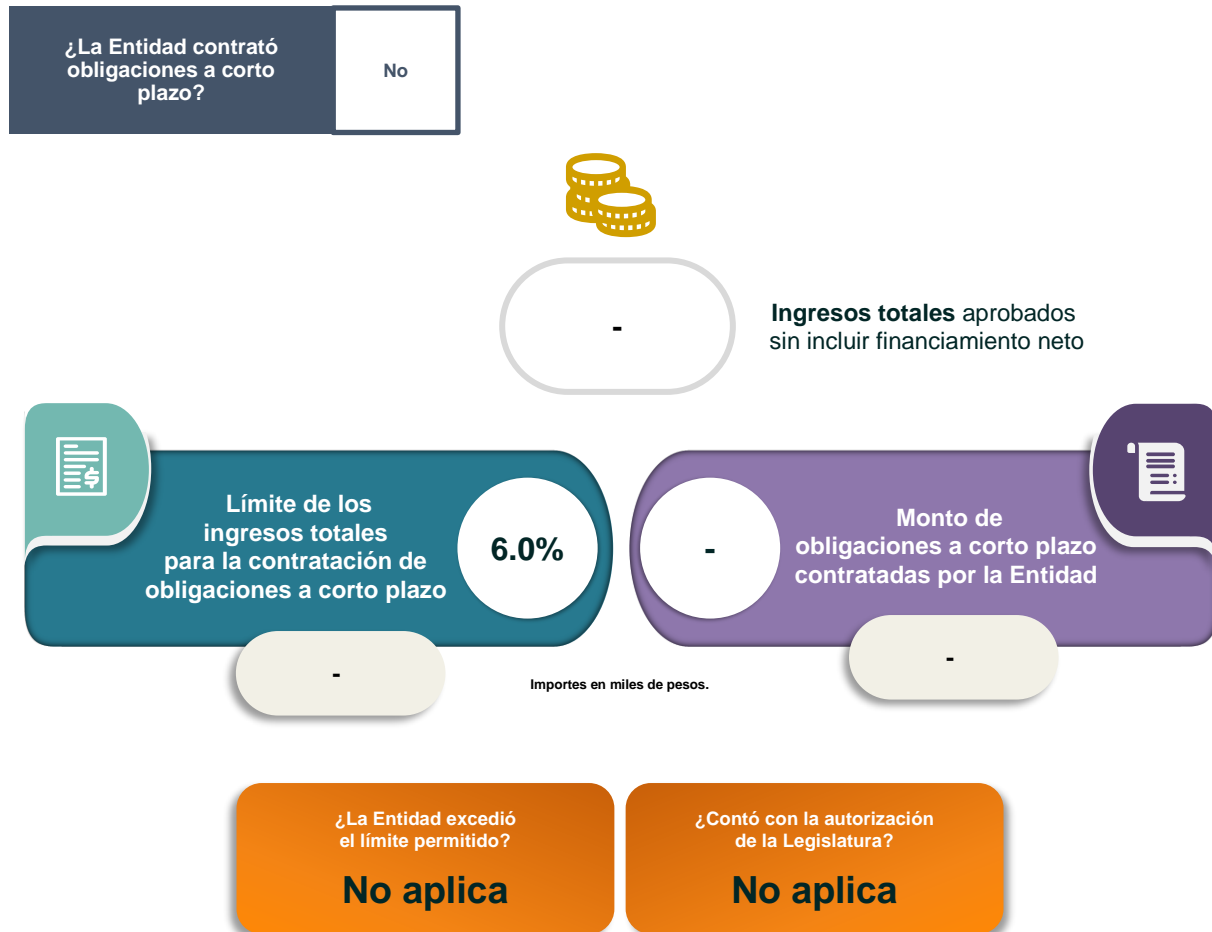 ¿La Entidad contrató
obligaciones a corto
plazo?
No
-
Ingresos totales aprobados
sin incluir financiamiento neto
Límite de los
ingresos totales
para la contratación de
obligaciones a corto plazo
6.0%
-
Monto de
obligaciones a corto plazo
contratadas por la Entidad
-
-
Importes en miles de pesos.
¿La Entidad excedió
el límite permitido?
No aplica
¿Contó con la autorización
de la Legislatura?
No aplica